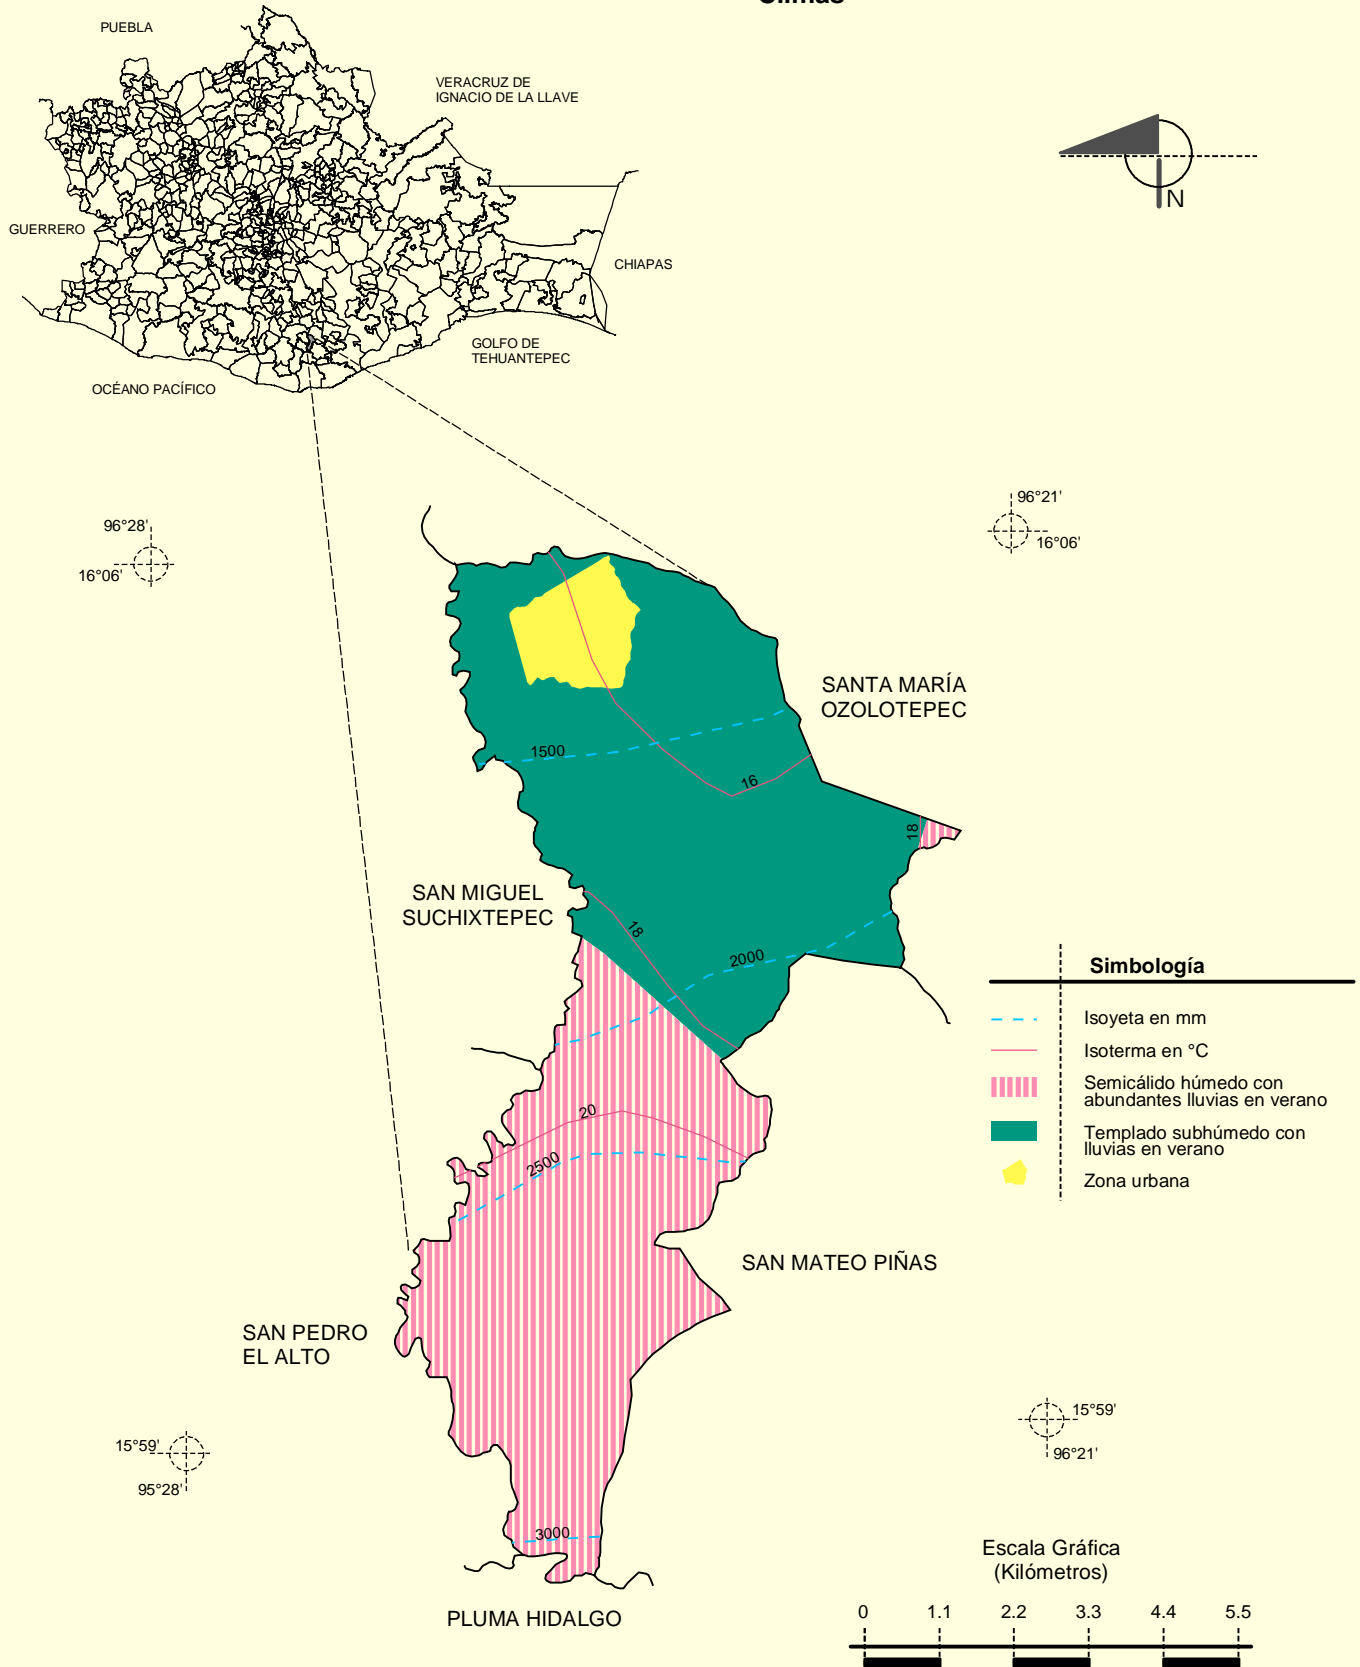 Climas
PUEBLA
VERACRUZ DE
IGNACIO DE LA LLAVE
N
GUERRERO
CHIAPAS
GOLFO DE
TEHUANTEPEC
OCÉANO PACÍFICO
96°28'
16°06'
96°21'
16°06'
SANTA MARÍA
OZOLOTEPEC
1500
16
18
SAN MIGUEL
SUCHIXTEPEC
18
2000
Simbología
Isoyeta en mm
Isoterma en °C
Semicálido húmedo con
abundantes lluvias en verano
Templado subhúmedo con
lluvias en verano
Zona urbana
20
2500
SAN MATEO PIÑAS
SAN PEDRO
EL ALTO
15°59'
95°28'
15°59'
96°21'
3000
PLUMA HIDALGO
Escala Gráfica
(Kilómetros)
0 1.1 2.2 3.3 4.4 5.5